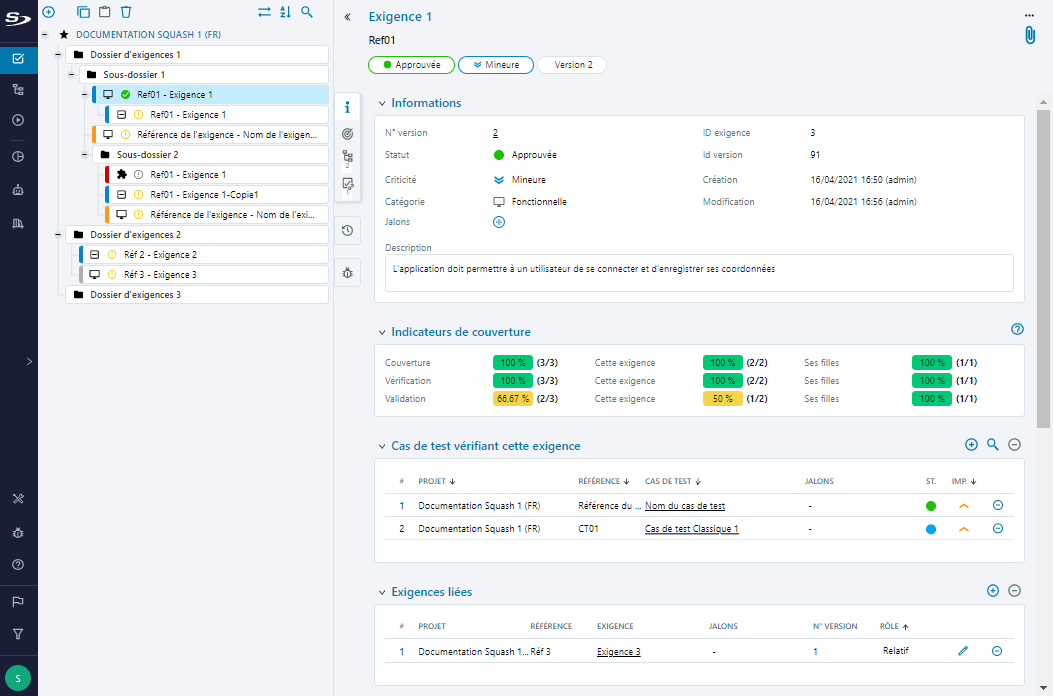 DOCUMENTATION SQUASH 1 (FR)
Dossier d'exigences 1
Sous-dossier 1
Ref01 - Exigence 1
Ref01 - Exigence 1
Référence de l'exigence - Nom de l'exigen...
Sous-dossier 2
Ref01 - Exigence 1
Ref01 - Exigence 1-Copie1
Référence de l'exigence - Nom de l'exi...
Dossier d'exigences 2
Réf 2 - Exigence 2
Réf 3 - Exigence 3
Dossier d'exigences 3
S
Exigence 1
Ref01
Approuvée Mineure Version 2
2
Informations
N° version 2 ID exigence 3
Statut Approuvée Id version 91
Criticité Mineure Création 16/04/2021 16:50 (admin)
Catégorie Fonctionnelle Modification 16/04/2021 16:56 (admin)
Jalons
Description
L'application doit permettre à un utilisateur de se connecter et d'enregistrer ses coordonnées
Indicateurs de couverture
Couverture 100 % (3/3) Cette exigence 100 % (2/2) Ses filles 100 % (1/1)
Vérification 100 % (3/3) Cette exigence 100 % (2/2) Ses filles 100 % (1/1)
Validation 66,67 % (2/3) Cette exigence 50 % (1/2) Ses filles 100 % (1/1)
Cas de test vérifiant cette exigence
# PROJET RÉFÉRENCE CAS DE TEST JALONS ST. IMP.
1 Documentation Squash 1 (FR) Référence du ... Nom du cas de test -
2 Documentation Squash 1 (FR) CT01 Cas de test Classique 1 -
Exigences liées
# PROJET RÉFÉRENCE EXIGENCE JALONS N° VERSION RÔLE
1 Documentation Squash 1... Réf 3 Exigence 3 - 1 Relatif